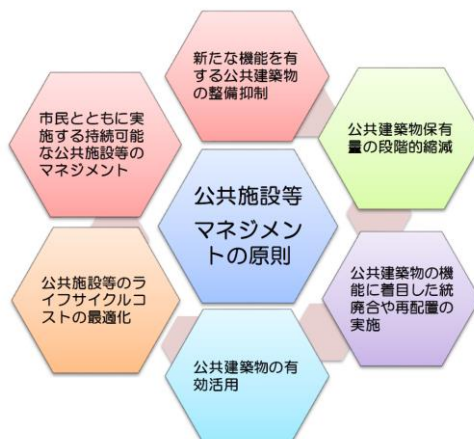 新たな機能を有
する公共建築物
の整備抑制
市民とともに実
施する持続可能
な公共施設等の
マネジメント
公共建築物保有
量の段階的縮減
公共施設等
マネジメン
トの原則
公共施設等のラ
イフサイクルコ
ストの最適化
公共建築物の機
能に着目した統
廃合や再配置の
実施
公共建築物の有
効活用